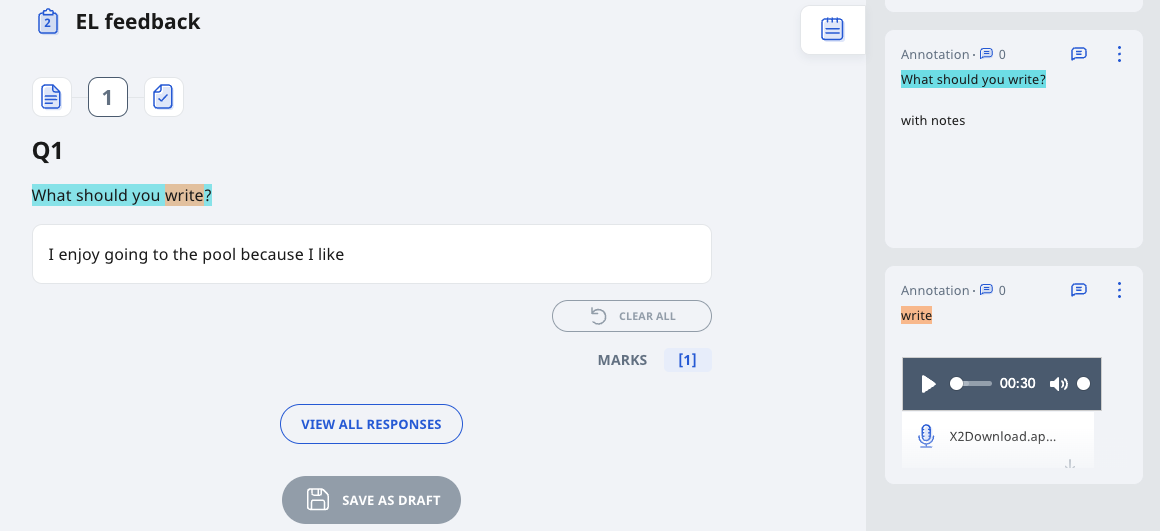 2 EL feedback
1
Q1
What should you write?
I enjoy going to the pool because I like
CLEAR ALL
MARKS [1]
VIEW ALL RESPONSES
SAVE AS DRAFT
Annotation · 0
What should you write?
with notes
Annotation · 0
write
00:30
X2Download.ap...